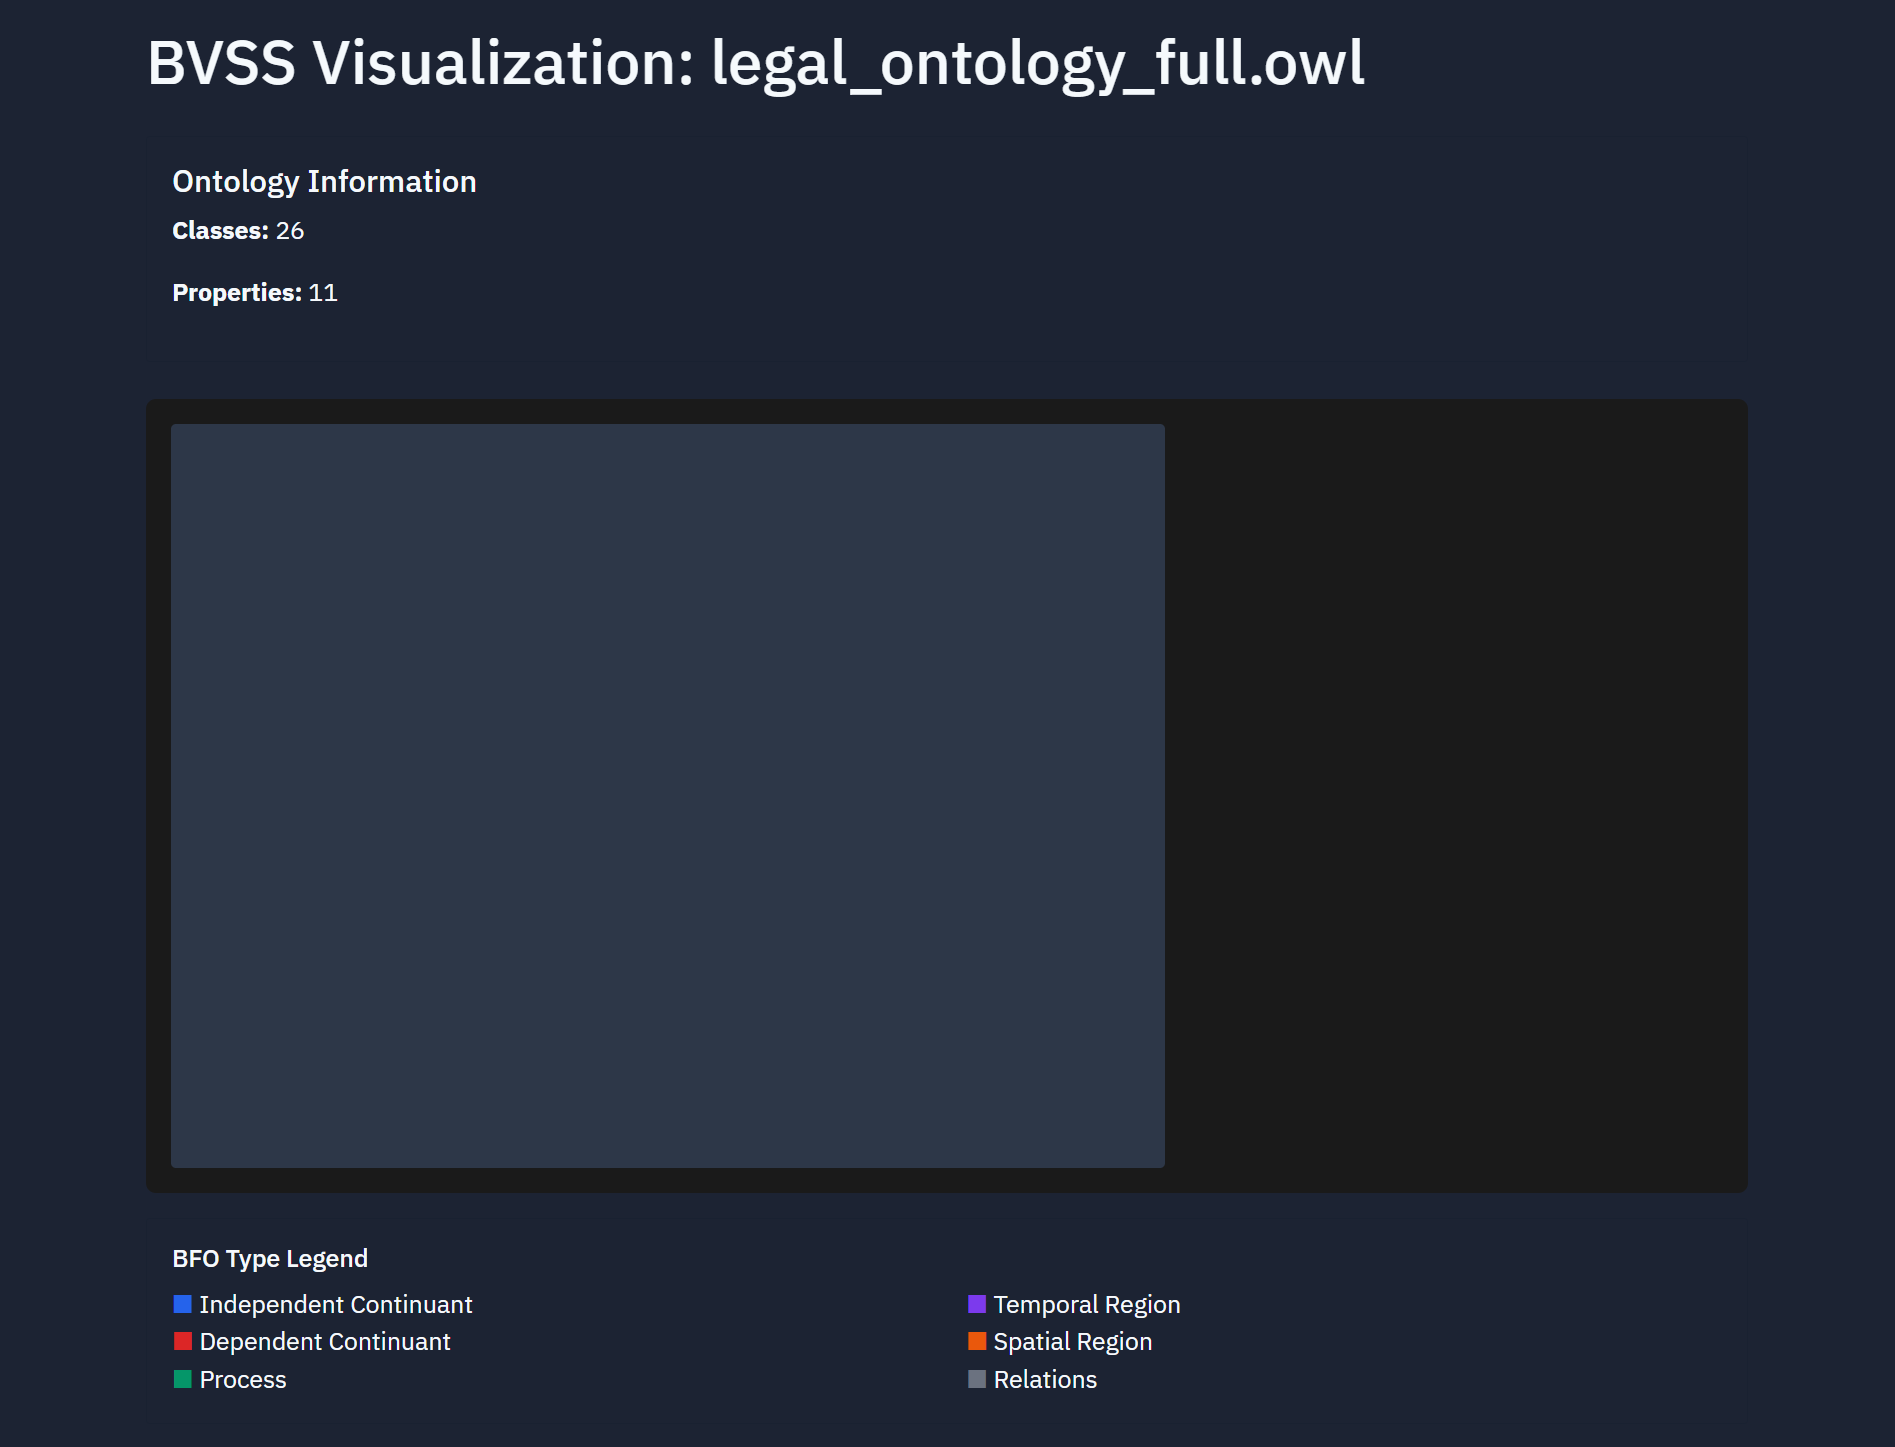 BVSS Visualization: legal_ontology_full.owl
Ontology Information
Classes: 26
Properties: 11
BFO Type Legend
Independent Continuant
Dependent Continuant
Process
Temporal Region
Spatial Region
Relations